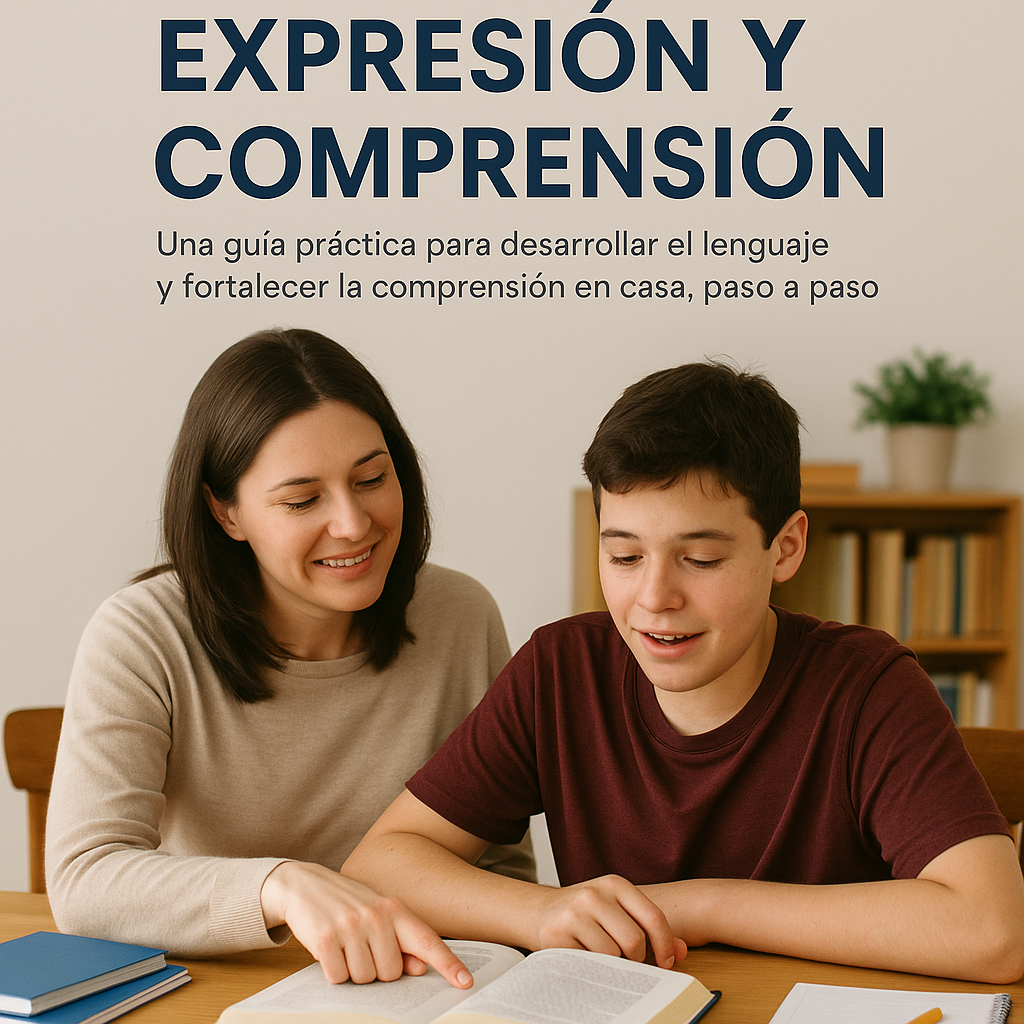 EXPRESIÓN Y
COMPRENSIÓN
Una guía práctica para desarrollar el lenguaje
y fortalecer la comprensión en casa, paso a paso